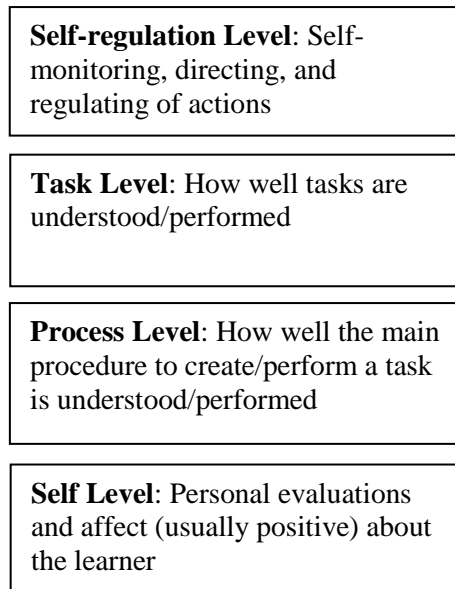 Self-regulation Level: Self-
monitoring, directing, and
regulating of actions
Task Level: How well tasks are
understood/performed
Process Level: How well the main
procedure to create/perform a task
is understood/performed
Self Level: Personal evaluations
and affect (usually positive) about
the learner